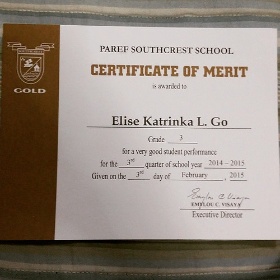 PAREF SOUTHCREST SCHOOL
CERTIFICATE OF MERIT
is awarded to
GOLD
Elise Katrinka L. Go
Grade 3
for a very good student performance
for the 3rd quarter of school year 2014 – 2015
Given on the 3rd day of February, 2015
EMYLOU C. VISAYA
Executive Director